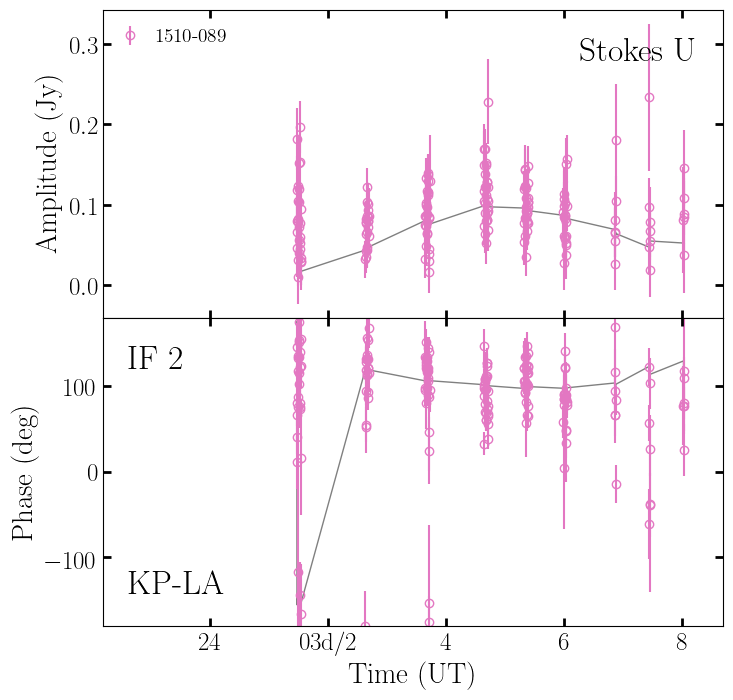 1510-089
Stokes U
0.3
0.2
0.1
0.0
Amplitude (Jy)
IF 2
100
0
−100
Phase (deg)
KP-LA
24 03d/2 4 6 8
Time (UT)